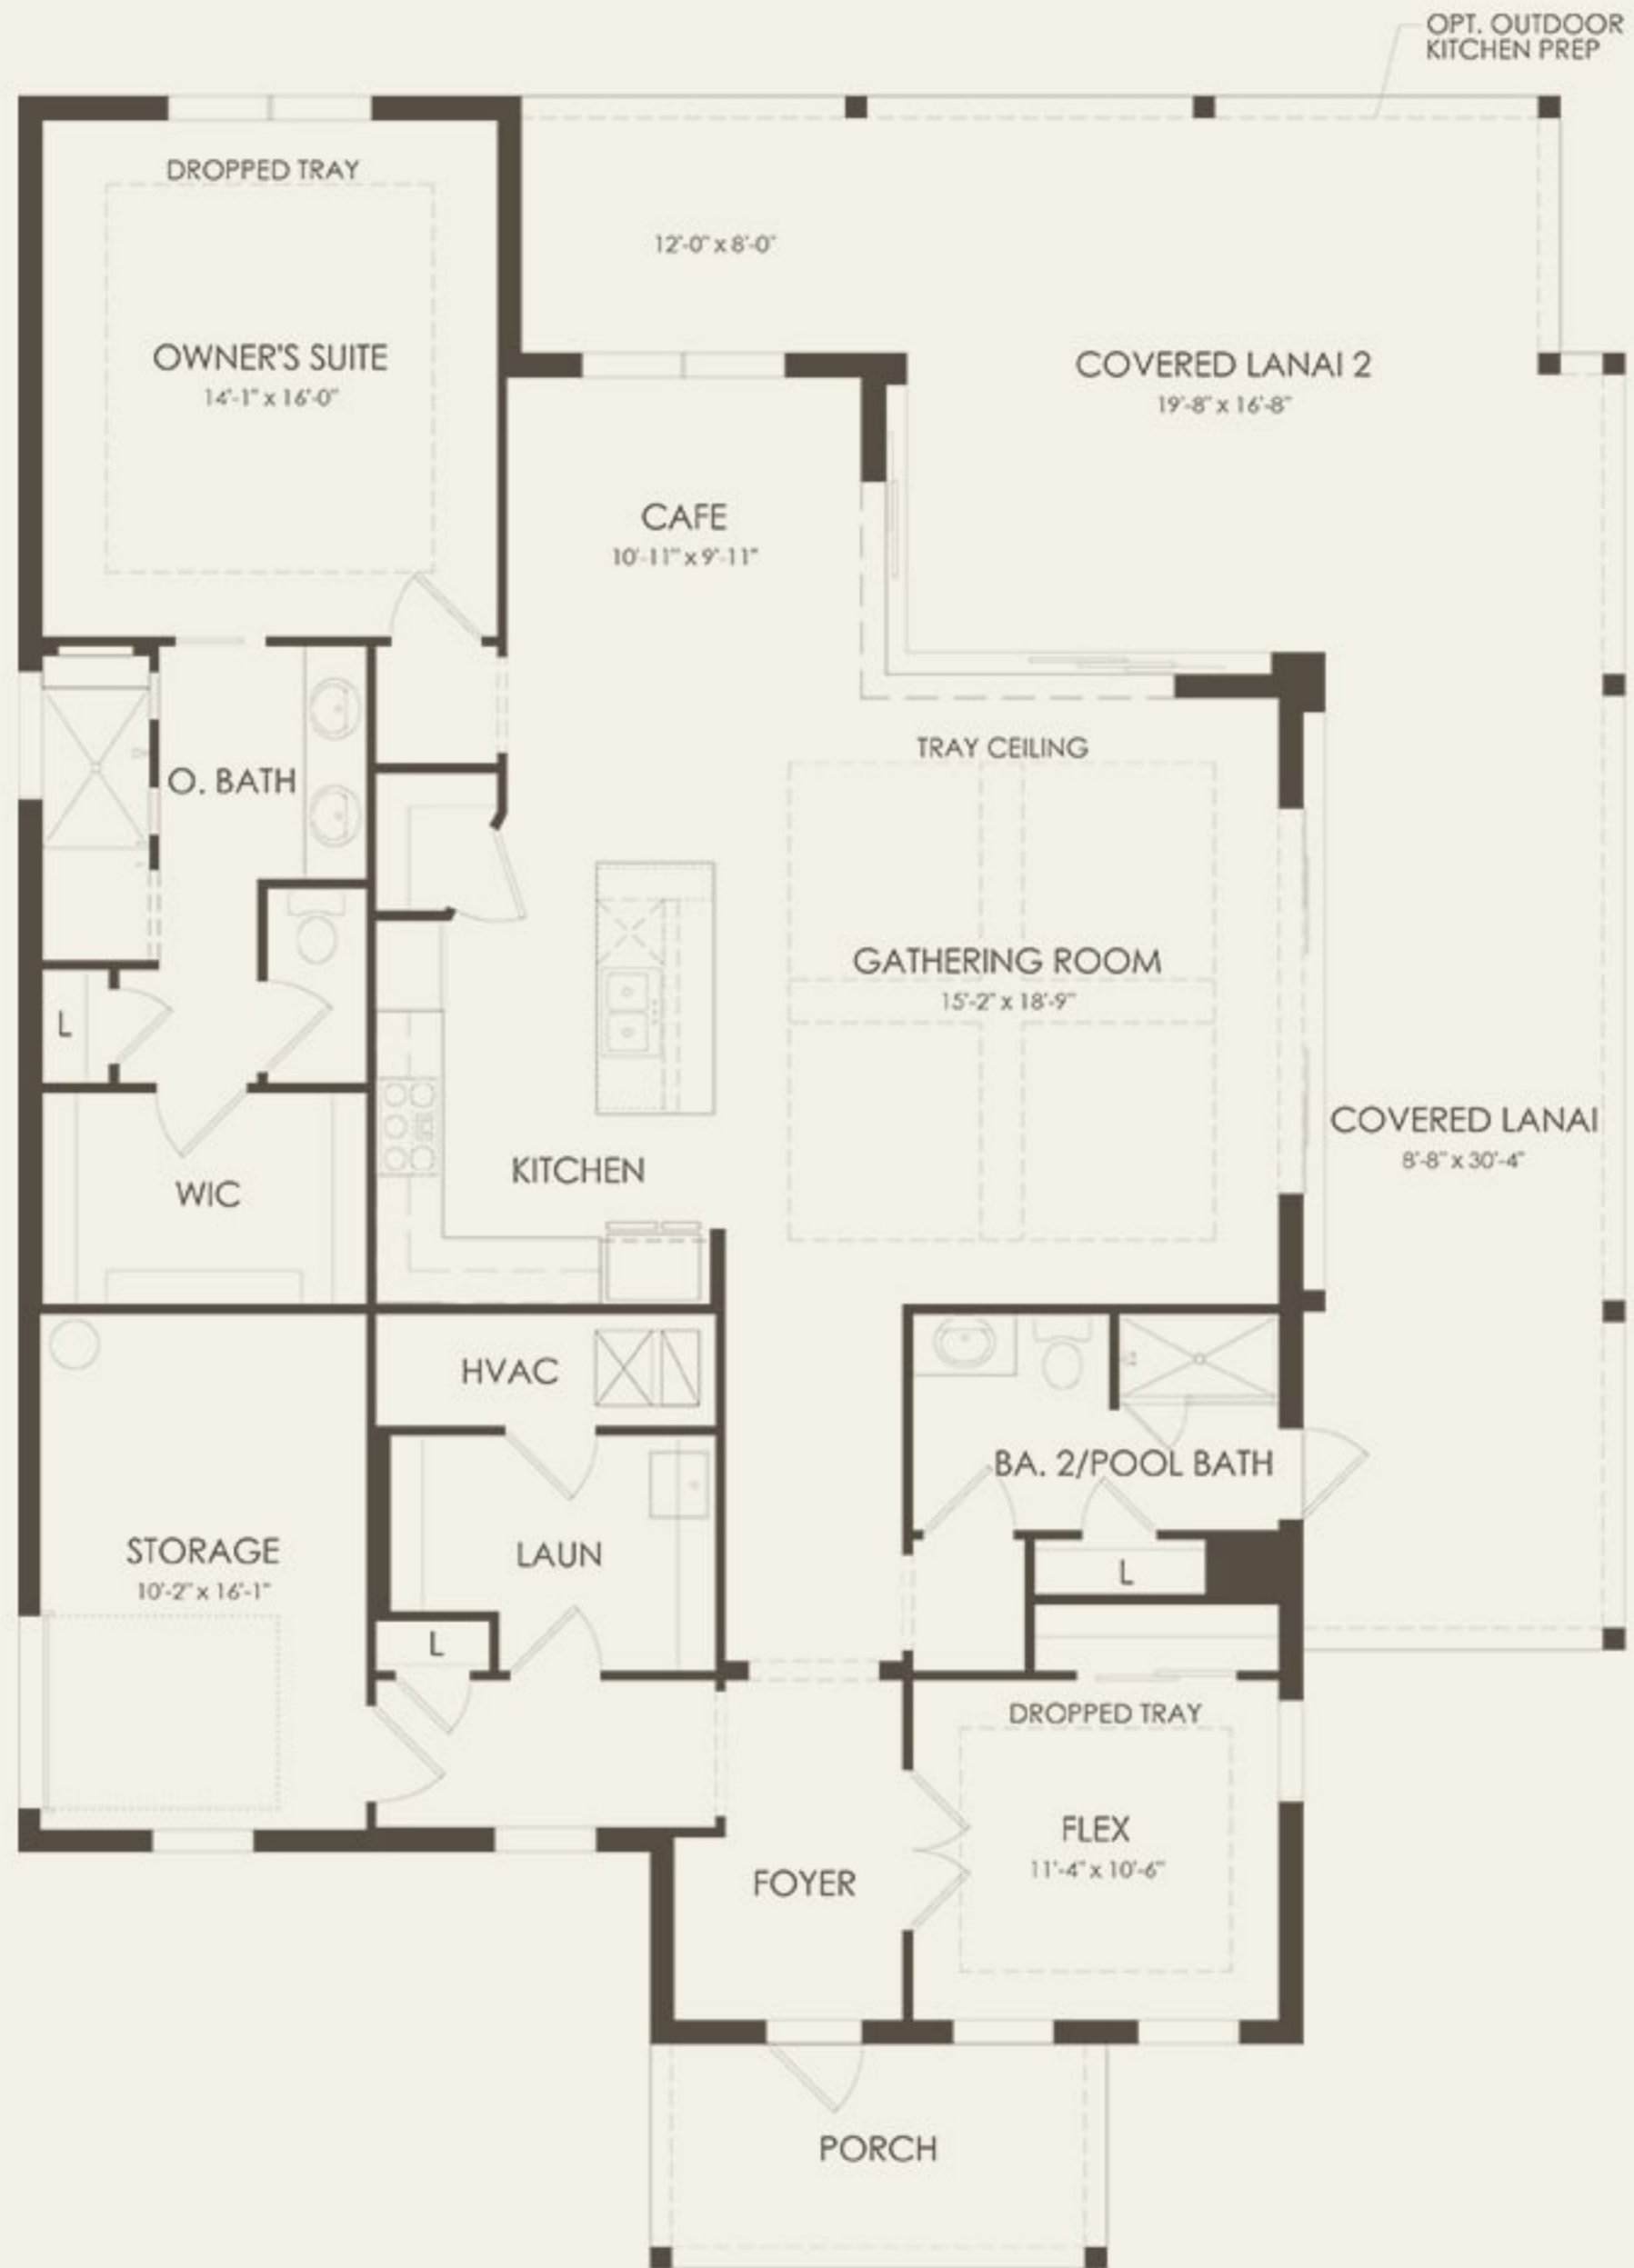 OPT. OUTDOOR
KITCHEN PREP
DROPPED TRAY
12'-0" x 8'-0"
OWNER'S SUITE
14'-1" x 16'-0"
COVERED LANAI 2
19'-8" x 16'-8"
CAFE
10'-11" x 9'-11"
TRAY CEILING
O. BATH
GATHERING ROOM
15'-2" x 18'-9"
L
COVERED LANAI
8'-8" x 30'-4"
KITCHEN
WIC
HVAC
BA. 2/POOL BATH
STORAGE
10'-2" x 16'-1"
LAUN
L
L
DROPPED TRAY
FLEX
11'-4" x 10'-6"
FOYER
PORCH